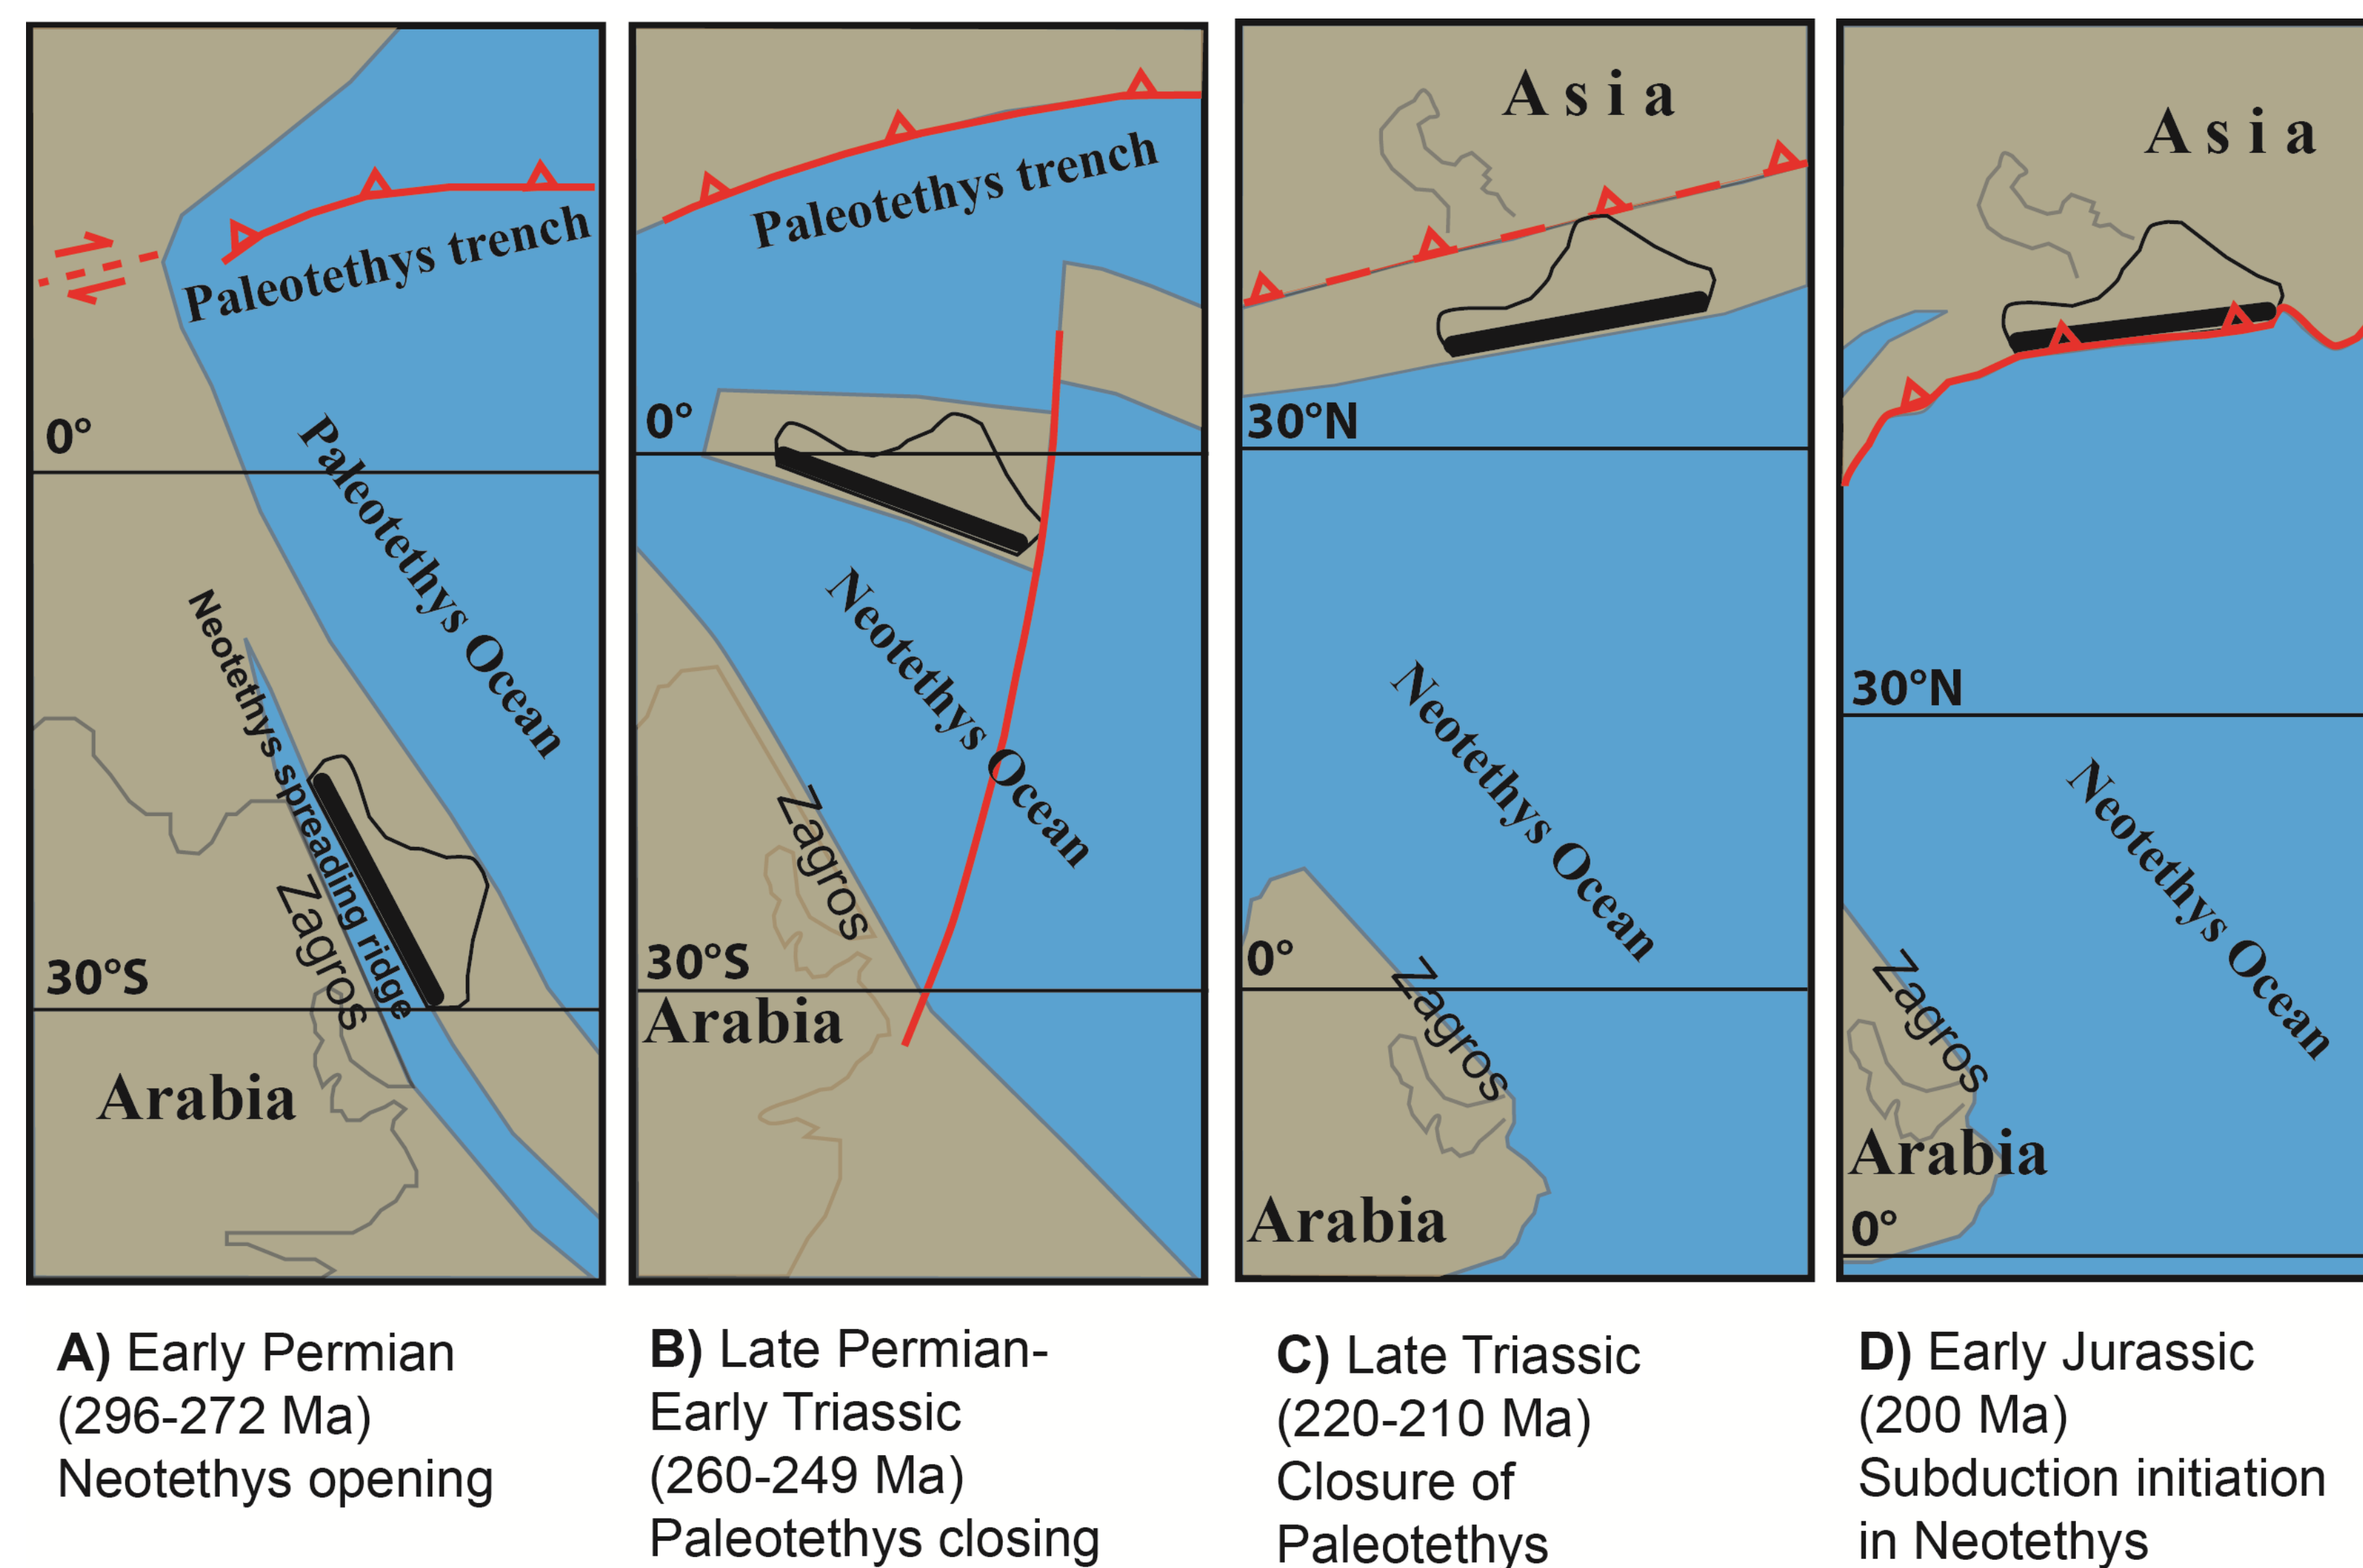 Paleotethys trench
0°
Paleotethys Ocean
Neotethys spreading ridge
Zagros
30°S
Arabia
Paleotethys trench
0°
Neotethys Ocean
Zagros
30°S
Arabia
Asia
30°N
Neotethys Ocean
0°
Zagros
Arabia
Asia
30°N
Neotethys Ocean
Zagros
Arabia
0°
A) Early Permian
(296-272 Ma)
Neotethys opening
B) Late Permian-
Early Triassic
(260-249 Ma)
Paleotethys closing
C) Late Triassic
(220-210 Ma)
Closure of
Paleotethys
D) Early Jurassic
(200 Ma)
Subduction initiation
in Neotethys